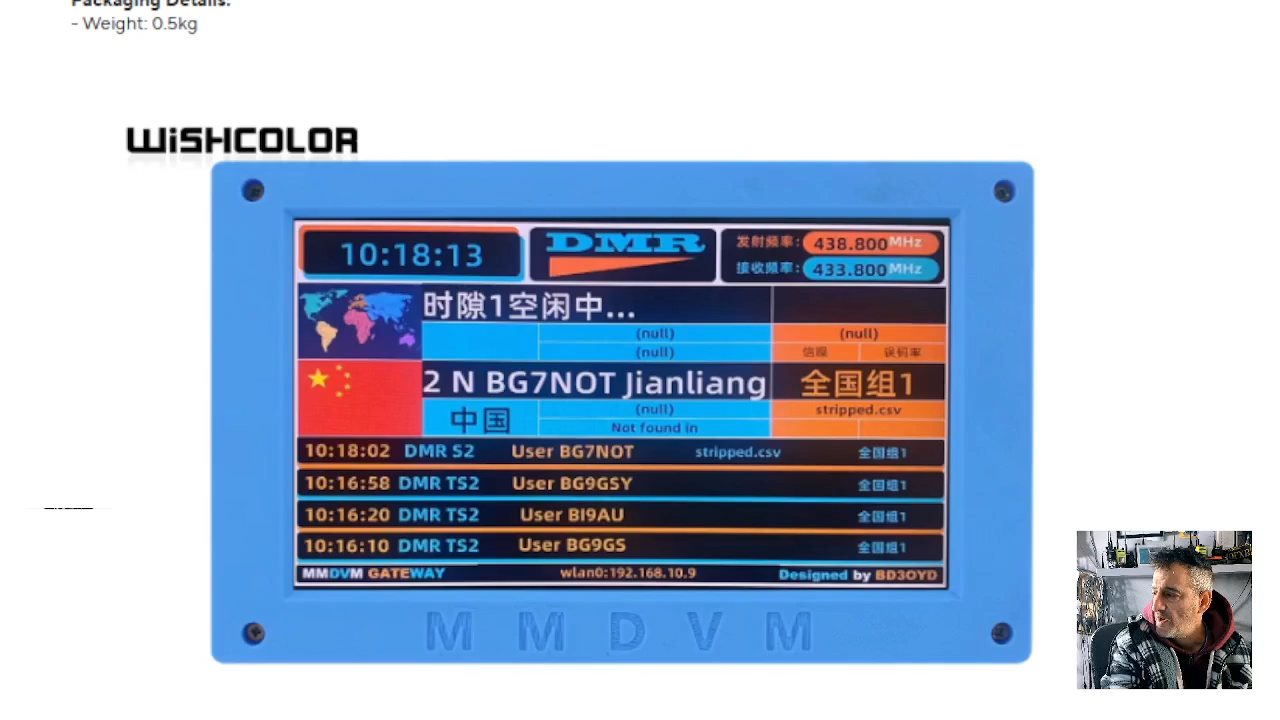 Packaging Details:
- Weight: 0.5kg
WiSHCOLOR
10:18:13
DMR
发射频率: 438.800MHz
接收频率: 433.800MHz
时隙1空闲中...
(null)
(null)
(null)
信源 误码率
2 N BG7NOT Jianliang
全国组1
中国
(null)
Not found in
stripped.csv
10:18:02 DMR S2 User BG7NOT stripped.csv 全国组1
10:16:58 DMR TS2 User BG9GSY 全国组1
10:16:20 DMR TS2 User BI9AU 全国组1
10:16:10 DMR TS2 User BG9GS 全国组1
MMDVM GATEWAY wlan0:192.168.10.9 Designed by BD3OYD
M M D V M